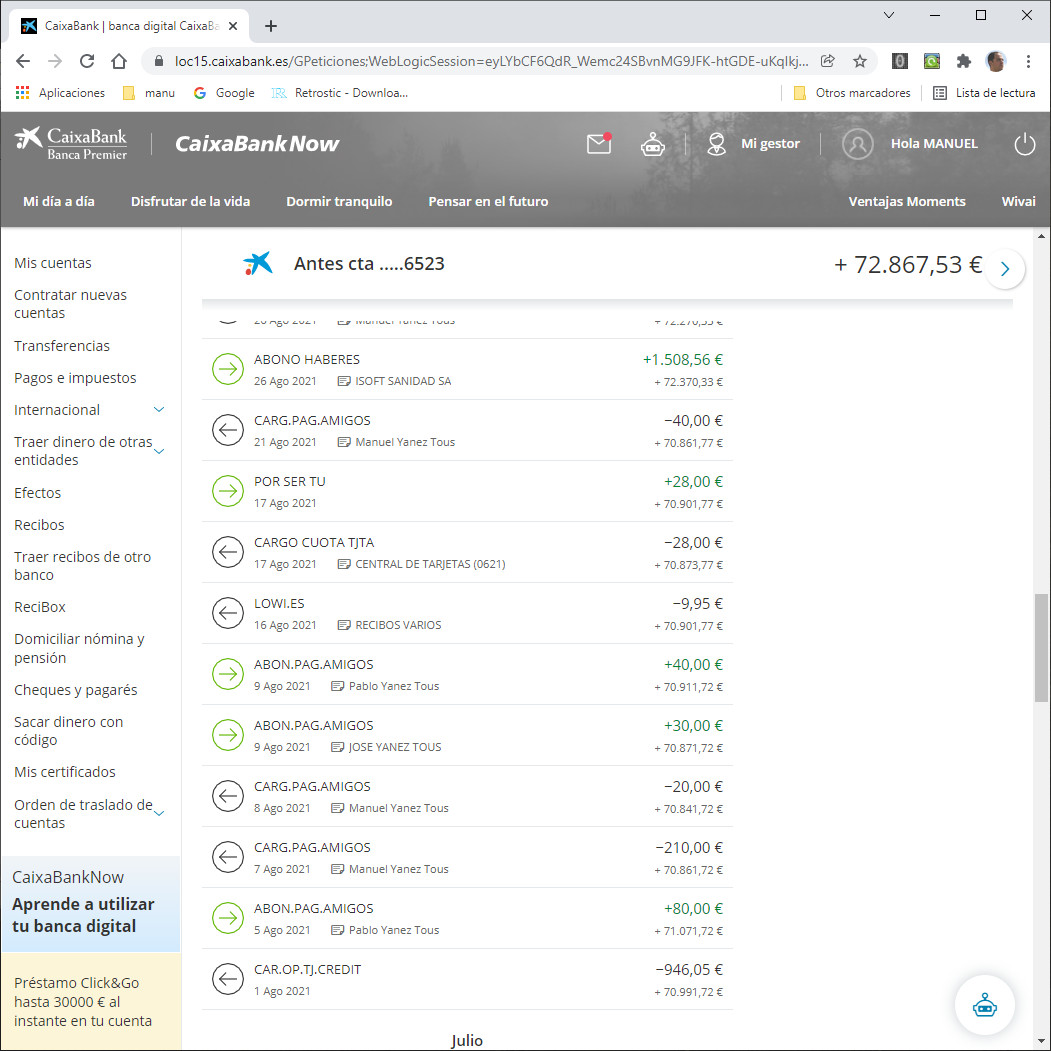 CaixaBank | banca digital CaixaBa
loc15.caixabank.es/GPeticiones;WebLogicSession=eyLYbCF6QdR_Wemc24SBvnMG9JFK-htGDE-uKqIkj...
Aplicaciones manu Google Retrostic - Downloa... Otros marcadores Lista de lectura
CaixaBank
Banca Premier
CaixaBankNow
Mi gestor Hola MANUEL
Mi día a día Disfrutar de la vida Dormir tranquilo Pensar en el futuro Ventajas Moments Wivai
Mis cuentas
Contratar nuevas
cuentas
Transferencias
Pagos e impuestos
Internacional
Traer dinero de otras
entidades
Efectos
Recibos
Traer recibos de otro
banco
ReciBox
Domiciliar nómina y
pensión
Cheques y pagarés
Sacar dinero con
código
Mis certificados
Orden de traslado de
cuentas
CaixaBankNow
Aprende a utilizar
tu banca digital
Préstamo Click&Go
hasta 30000 € al
instante en tu cuenta
Antes cta .....6523 + 72.867,53 €
Ago 2021 Manuel Yanez Tous
ABONO HABERES +1.508,56 €
26 Ago 2021 ISOFT SANIDAD SA + 72.370,33 €
CARG.PAG.AMIGOS −40,00 €
21 Ago 2021 Manuel Yanez Tous + 70.861,77 €
POR SER TU +28,00 €
17 Ago 2021 + 70.901,77 €
CARGO CUOTA TJTA −28,00 €
17 Ago 2021 CENTRAL DE TARJETAS (0621) + 70.873,77 €
LOWI.ES −9,95 €
16 Ago 2021 RECIBOS VARIOS + 70.901,77 €
ABON.PAG.AMIGOS +40,00 €
9 Ago 2021 Pablo Yanez Tous + 70.911,72 €
ABON.PAG.AMIGOS +30,00 €
9 Ago 2021 JOSE YANEZ TOUS + 70.871,72 €
CARG.PAG.AMIGOS −20,00 €
8 Ago 2021 Manuel Yanez Tous + 70.841,72 €
CARG.PAG.AMIGOS −210,00 €
7 Ago 2021 Manuel Yanez Tous + 70.861,72 €
ABON.PAG.AMIGOS +80,00 €
5 Ago 2021 Pablo Yanez Tous + 71.071,72 €
CAR.OP.TJ.CREDIT −946,05 €
1 Ago 2021 + 70.991,72 €
Julio